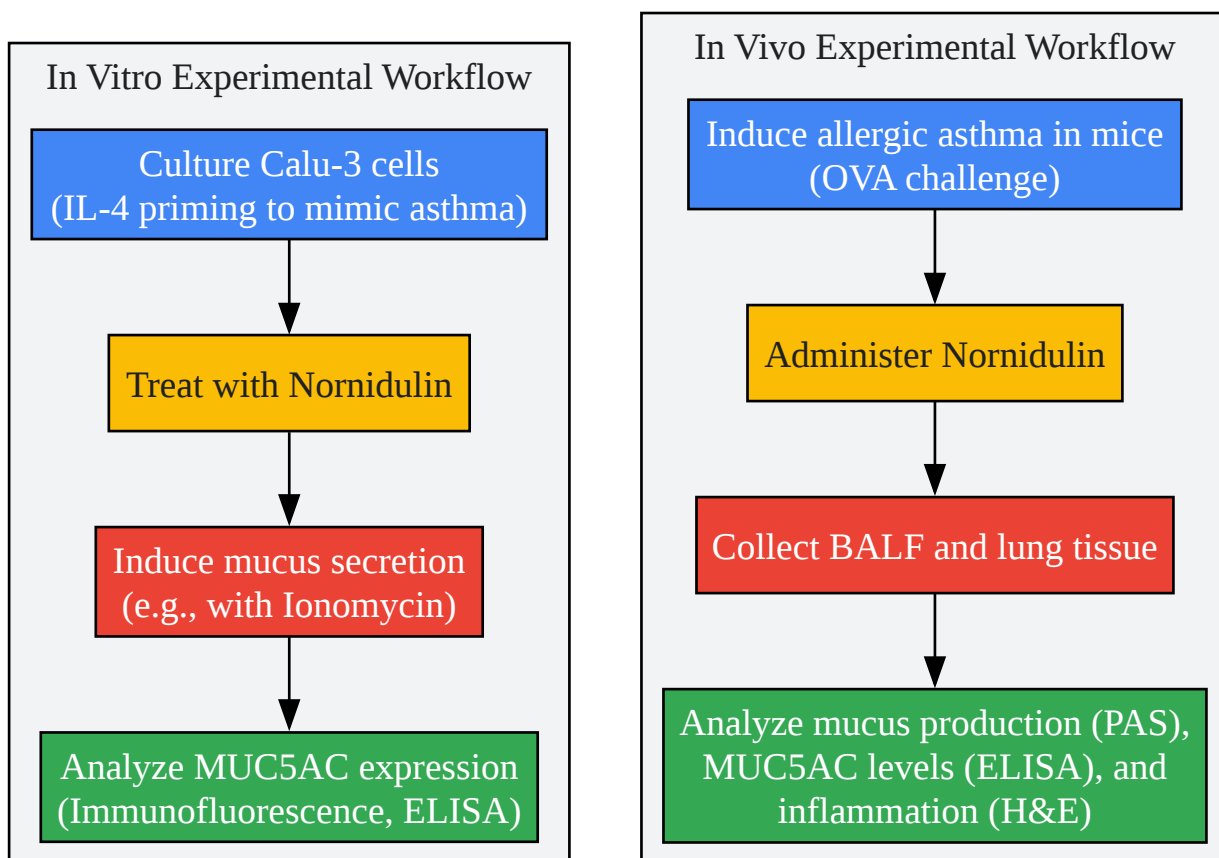 In Vitro Experimental Workflow
Culture Calu-3 cells
(IL-4 priming to mimic asthma)
Treat with Nornidulin
Induce mucus secretion
(e.g., with Ionomycin)
Analyze MUC5AC expression
(Immunofluorescence, ELISA)
In Vivo Experimental Workflow
Induce allergic asthma in mice
(OVA challenge)
Administer Nornidulin
Collect BALF and lung tissue
Analyze mucus production (PAS),
MUC5AC levels (ELISA), and
inflammation (H&E)